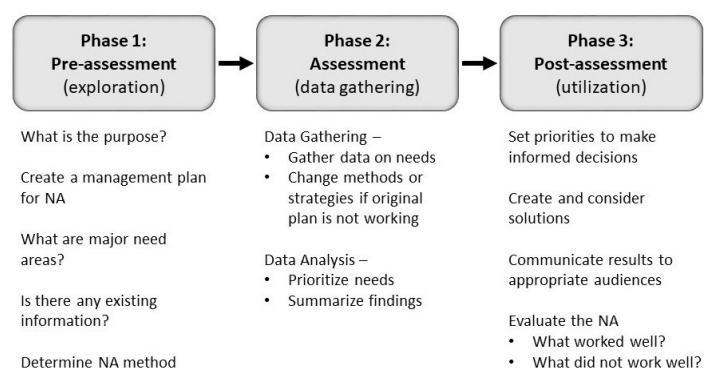 Phase 1:
Pre-assessment
(exploration)
What is the purpose?
Create a management plan
for NA
What are major need
areas?
Is there any existing
information?
Determine NA method
Phase 2:
Assessment
(data gathering)
Data Gathering –
• Gather data on needs
• Change methods or
strategies if original
plan is not working
Data Analysis –
• Prioritize needs
• Summarize findings
Phase 3:
Post-assessment
(utilization)
Set priorities to make
informed decisions
Create and consider
solutions
Communicate results to
appropriate audiences
Evaluate the NA
• What worked well?
• What did not work well?